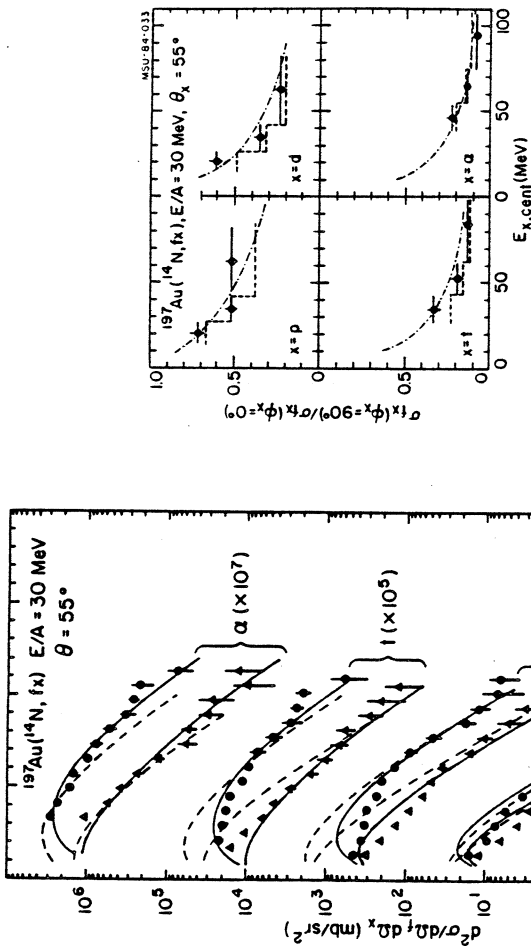 MSU-84-033
¹⁹⁷Au(¹⁴N,fx), E/A = 30 MeV, θₓ = 55°
1.0
0.5
0
0.5
0
σfx(φₓ=90°)/σfx(φₓ=0°)
x=p
x=d
x=t
x=α
0
50
0
50
100
Eₓ,cent (MeV)
¹⁹⁷Au(¹⁴N, fx) E/A = 30 MeV
θ = 55°
α (×10⁷)
t (×10⁵)
10⁶
10⁵
10⁴
10³
10²
10¹
d²σ/dΩf dΩₓ (mb/sr²)